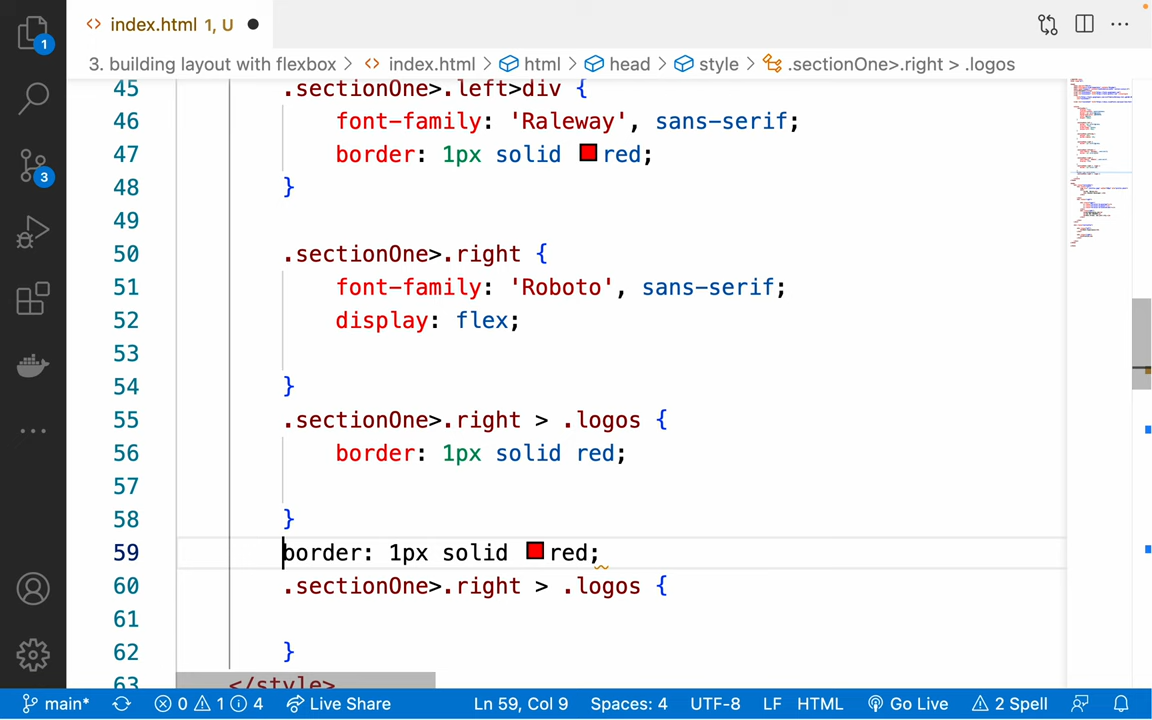 index.html 1, U
1
3. building layout with flexbox > index.html > html > head > style > .sectionOne>.right > .logos
45 .sectionOne>.left>div {
46 font-family: 'Raleway', sans-serif;
47 border: 1px solid red;
48 }
49
50 .sectionOne>.right {
51 font-family: 'Roboto', sans-serif;
52 display: flex;
53
54 }
55 .sectionOne>.right > .logos {
56 border: 1px solid red;
57
58 }
59 border: 1px solid red;
60 .sectionOne>.right > .logos {
61
62 }
63 </style>
3
main* 0 1 4 Live Share Ln 59, Col 9 Spaces: 4 UTF-8 LF HTML Go Live 2 Spell